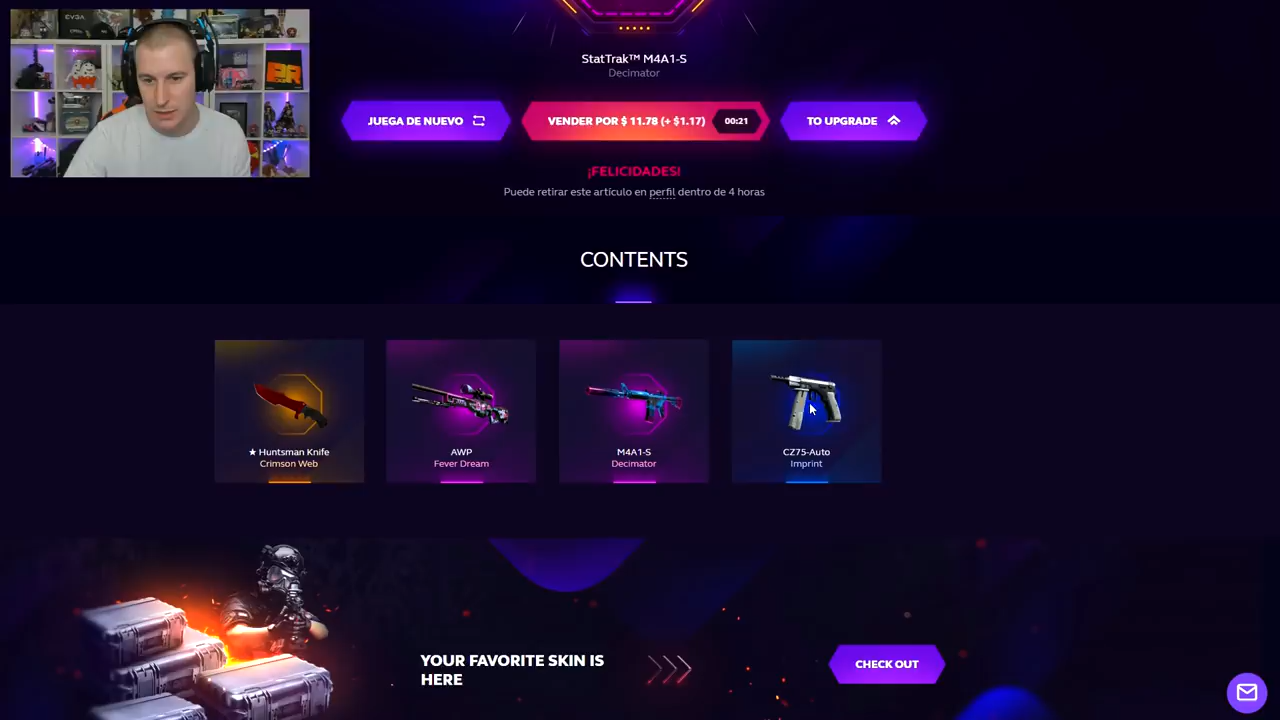 EVGA
StatTrak™ M4A1-S
Decimator
JUEGA DE NUEVO
VENDER POR $ 11.78 (+ $1.17)
00:21
TO UPGRADE
¡FELICIDADES!
Puede retirar este artículo en perfil dentro de 4 horas
CONTENTS
★ Huntsman Knife
Crimson Web
AWP
Fever Dream
M4A1-S
Decimator
CZ75-Auto
Imprint
YOUR FAVORITE SKIN IS
HERE
CHECK OUT